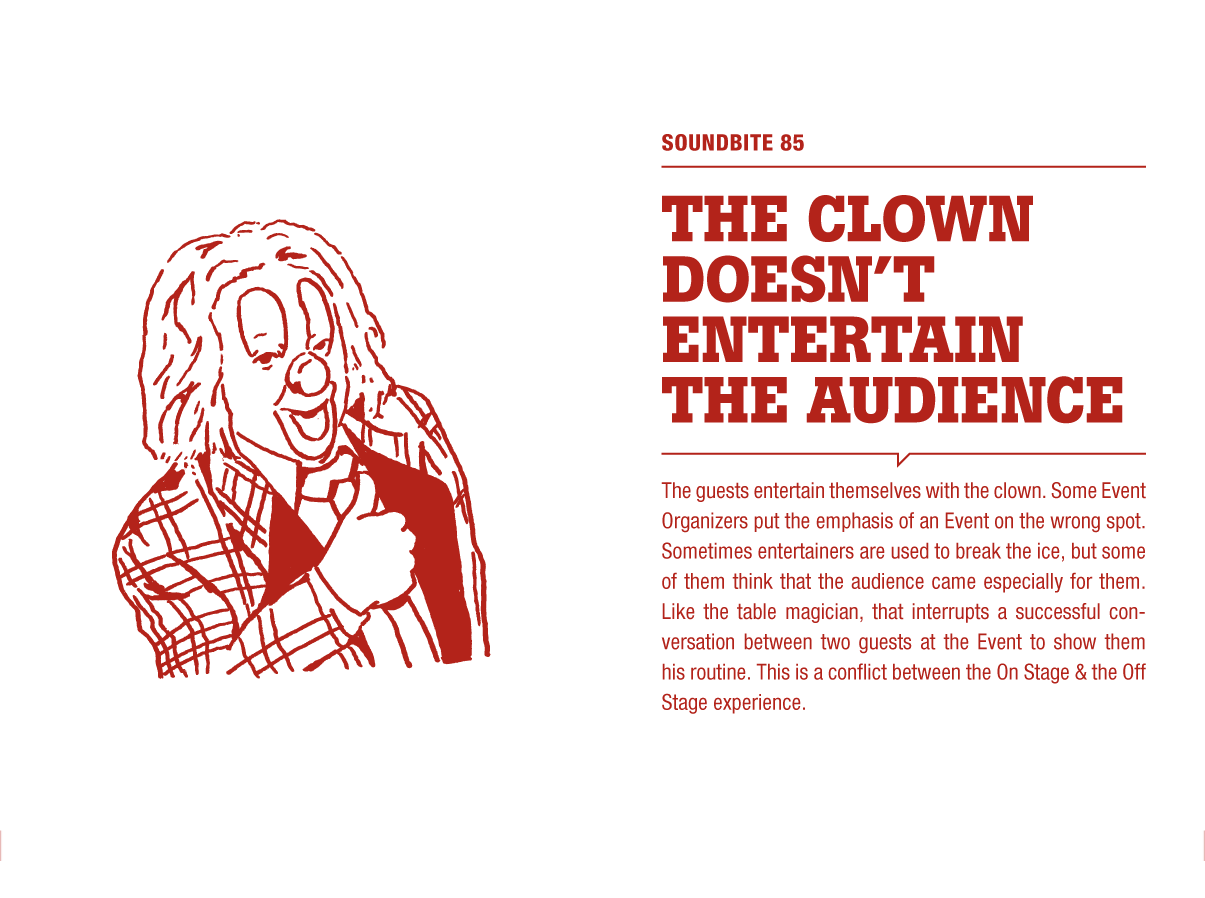 SOUNDBITE 85
THE CLOWN
DOESN’T
ENTERTAIN
THE AUDIENCE
The guests entertain themselves with the clown. Some Event
Organizers put the emphasis of an Event on the wrong spot.
Sometimes entertainers are used to break the ice, but some
of them think that the audience came especially for them.
Like the table magician, that interrupts a successful con-
versation between two guests at the Event to show them
his routine. This is a conflict between the On Stage & the Off
Stage experience.